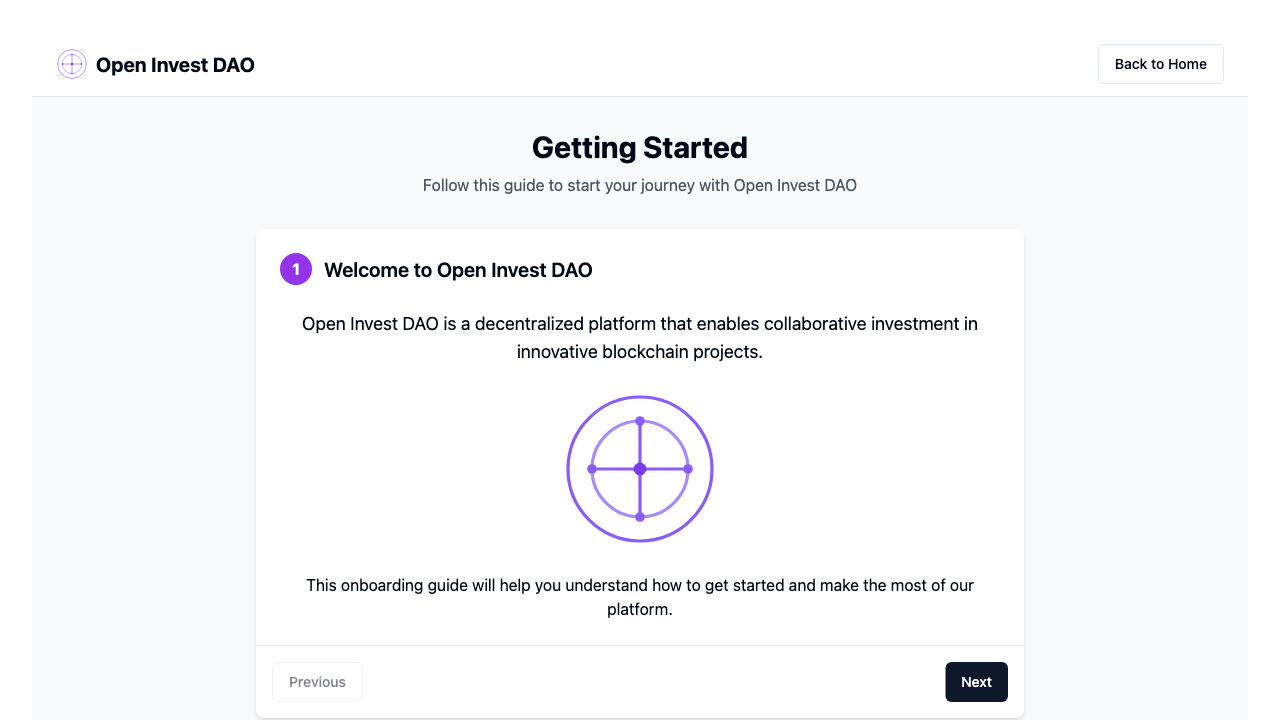 Open Invest DAO
Back to Home
Getting Started
Follow this guide to start your journey with Open Invest DAO
1
Welcome to Open Invest DAO
Open Invest DAO is a decentralized platform that enables collaborative investment in
innovative blockchain projects.
This onboarding guide will help you understand how to get started and make the most of our
platform.
Previous
Next